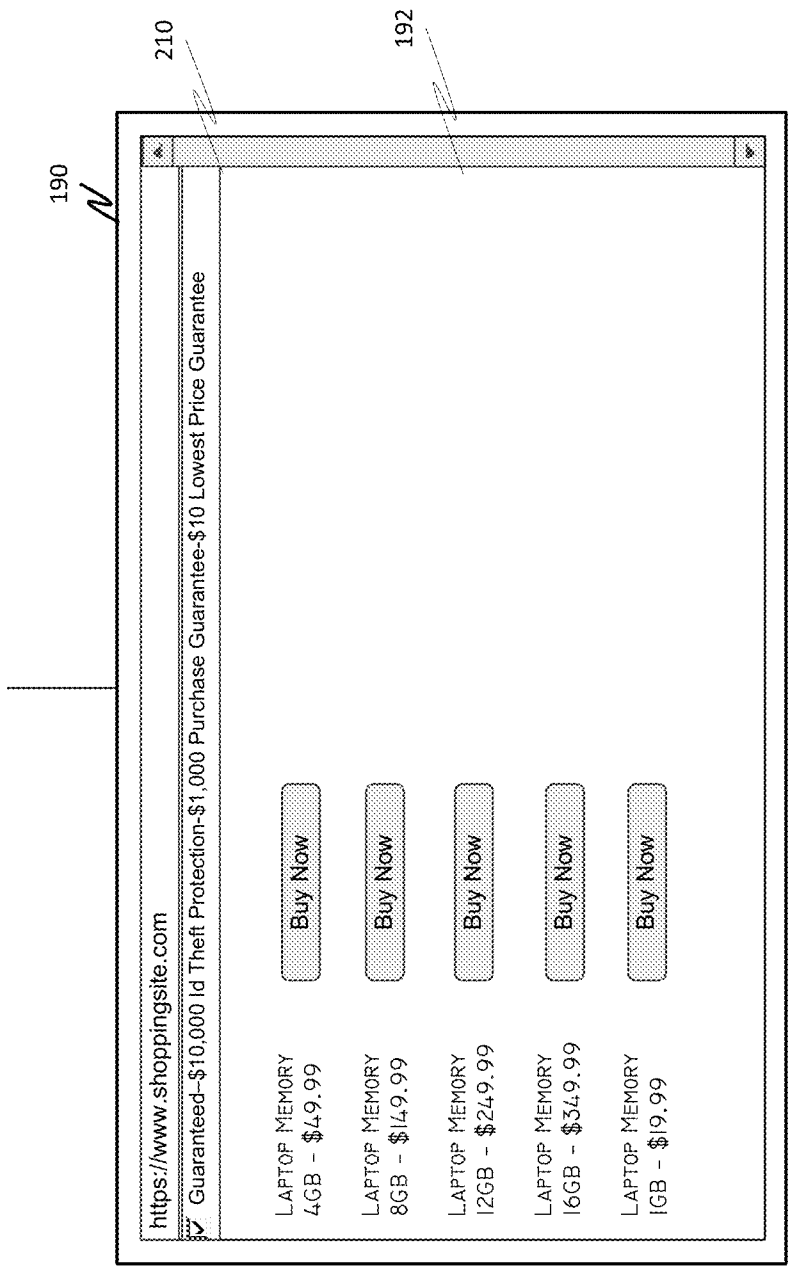 190
210
192
https://www.shoppingsite.com
Guaranteed--$10,000 Id Theft Protection-$1,000 Purchase Guarantee-$10 Lowest Price Guarantee
LAPTOP MEMORY
4GB - $49.99
Buy Now
LAPTOP MEMORY
8GB - $149.99
Buy Now
LAPTOP MEMORY
12GB - $249.99
Buy Now
LAPTOP MEMORY
16GB - $349.99
Buy Now
LAPTOP MEMORY
1GB - $19.99
Buy Now